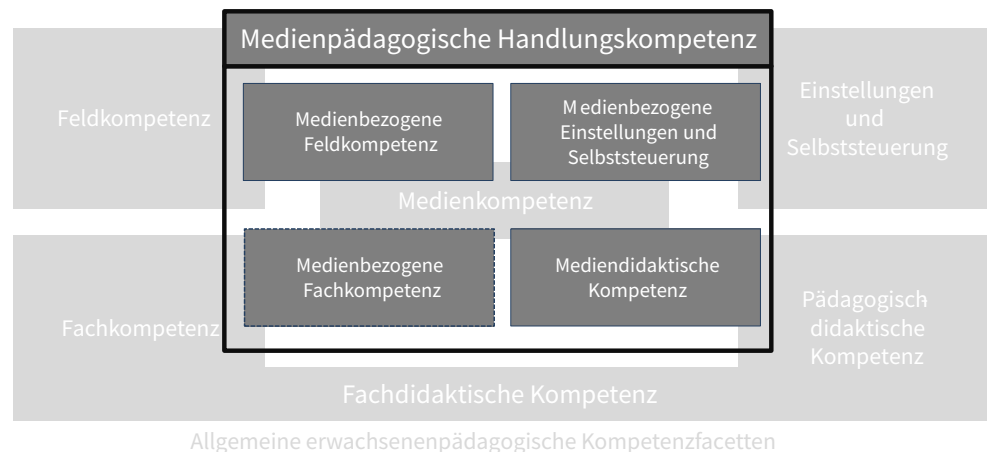 Medienpädagogische Handlungskompetenz
Feldkompetenz
Medienbezogene
Feldkompetenz
Medienbezogene
Einstellungen und
Selbststeuerung
Einstellungen
und
Selbststeuerung
Medienkompetenz
Fachkompetenz
Medienbezogene
Fachkompetenz
Mediendidaktische
Kompetenz
Pädagogisch-
didaktische
Kompetenz
Fachdidaktische Kompetenz
Allgemeine erwachsenenpädagogische Kompetenzfacetten